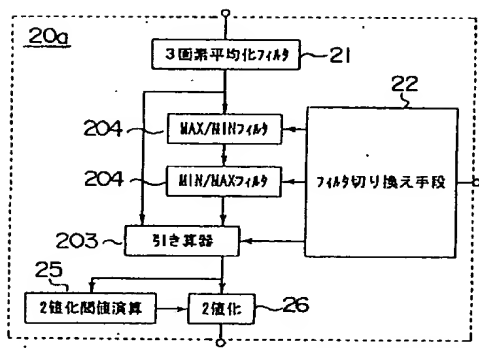 20a
3画素平均化フィルタ
21
22
204
MAX/MINフィルタ
204
MIN/MAXフィルタ
フィルタ切り換え手段
203
引き算器
25
2値化閾値演算
2値化
26